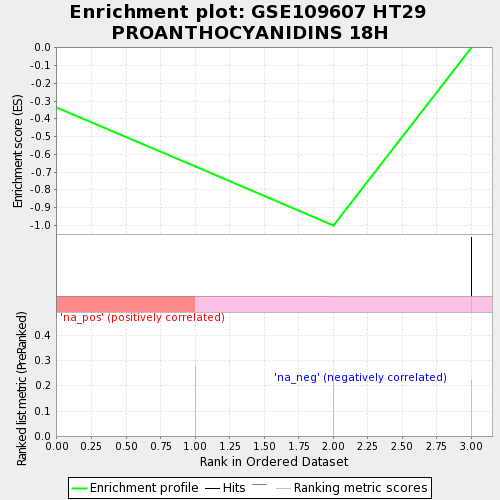 Enrichment plot: GSE109607 HT29
PROANTHOCYANIDINS 18H
Enrichment score (ES)
0.0
-0.1
-0.2
-0.3
-0.4
-0.5
-0.6
-0.7
-0.8
-0.9
-1.0
Ranked list metric (PreRanked)
'na_pos' (positively correlated)
'na_neg' (negatively correlated)
0.4
0.3
0.2
0.1
0.0
0.00 0.25 0.50 0.75 1.00 1.25 1.50 1.75 2.00 2.25 2.50 2.75 3.00
Rank in Ordered Dataset
Enrichment profile Hits Ranking metric scores